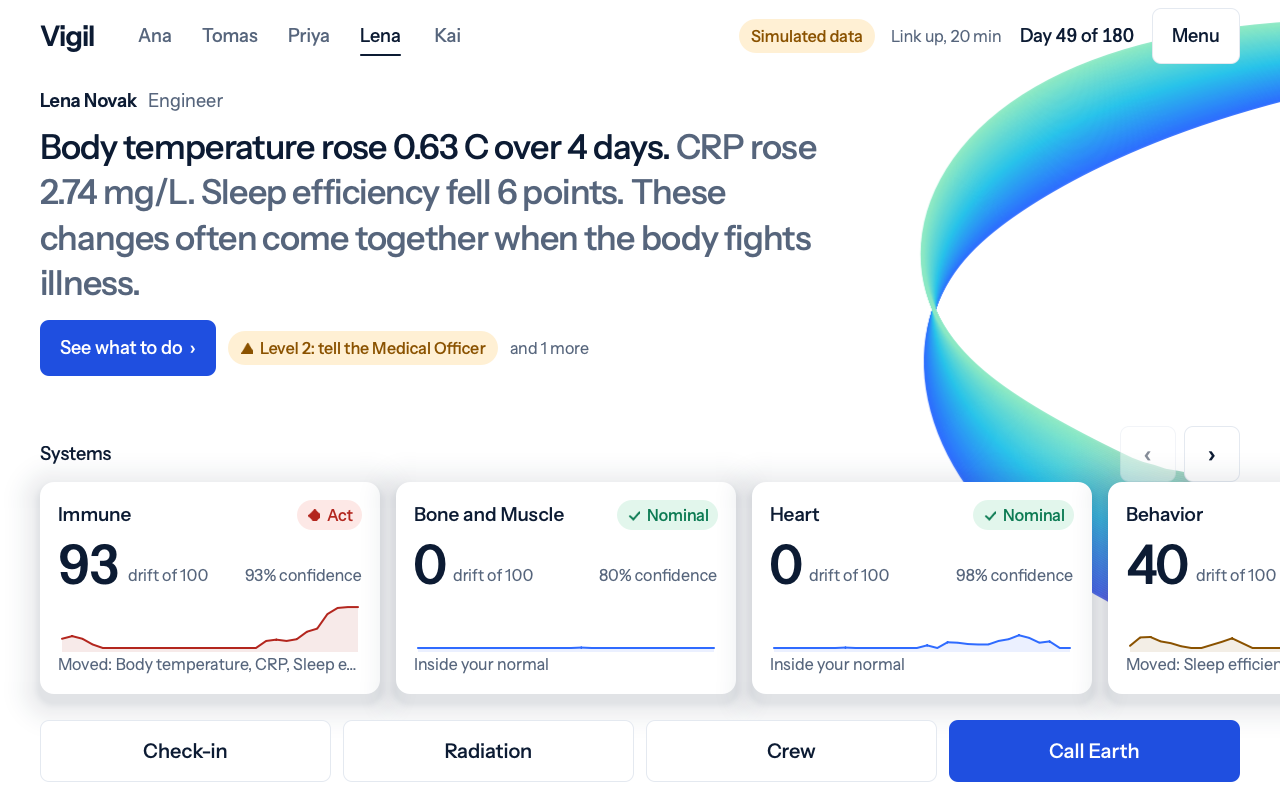 Vigil
Ana
Tomas
Priya
Lena
Kai
Simulated data
Link up, 20 min
Day 49 of 180
Menu
Lena Novak Engineer
Body temperature rose 0.63 C over 4 days. CRP rose
2.74 mg/L. Sleep efficiency fell 6 points. These
changes often come together when the body fights
illness.
See what to do ›
Level 2: tell the Medical Officer
and 1 more
Systems
‹
›
Immune
Act
93 drift of 100
93% confidence
Moved: Body temperature, CRP, Sleep e...
Bone and Muscle
Nominal
0 drift of 100
80% confidence
Inside your normal
Heart
Nominal
0 drift of 100
98% confidence
Inside your normal
Behavior
40 drift of 100
Moved: Sleep efficien
Check-in
Radiation
Crew
Call Earth